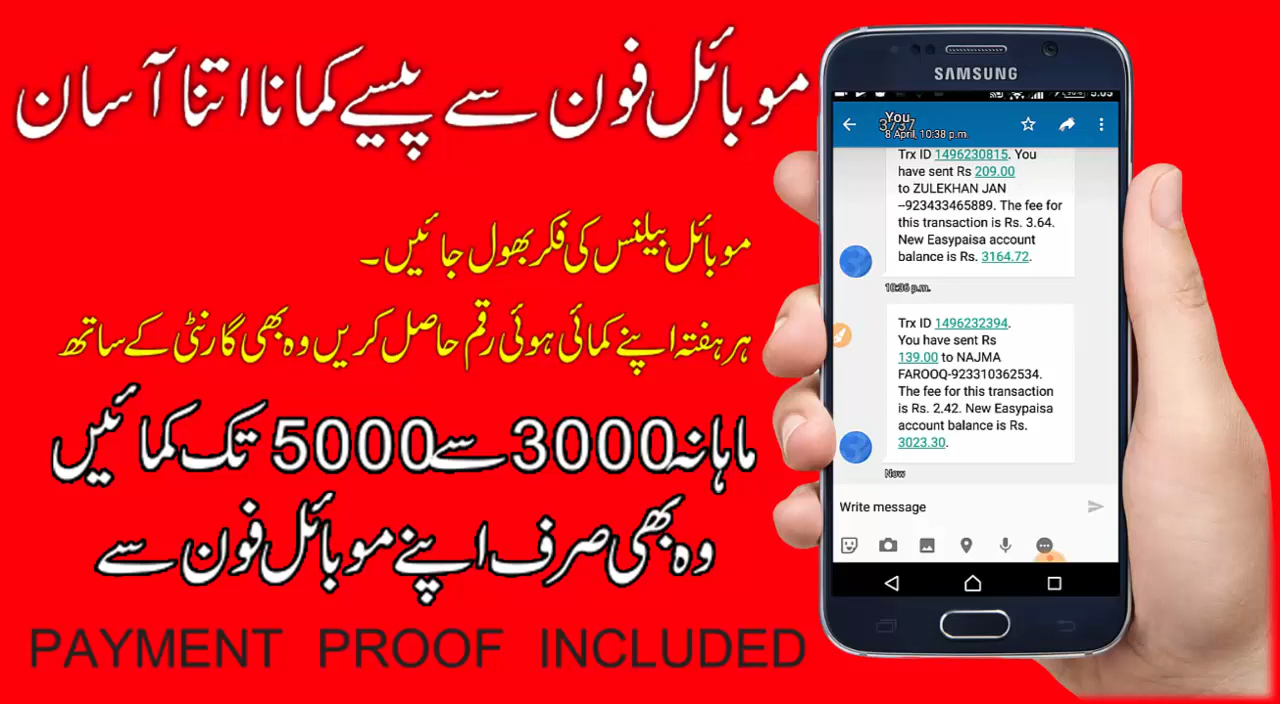 موبائل فون سے پیسے کمانا اتنا آسان
موبائل بیلنس کی فکر بھول جائیں۔
ہر ہفتہ اپنے کمائی ہوئی رقم حاصل کریں وہ بھی گارنٹی کے ساتھ
ماہانہ 3000 سے 5000 تک کمائیں
وہ بھی صرف اپنے موبائل فون سے
PAYMENT PROOF INCLUDED
SAMSUNG
5:05
You
3737
8 April, 10:38 p.m.
Trx ID 1496230815. You
have sent Rs 209.00
to ZULEKHAN JAN
--923433465889. The fee for
this transaction is Rs. 3.64.
New Easypaisa account
balance is Rs. 3164.72.
10:36 p.m.
Trx ID 1496232394.
You have sent Rs
139.00 to NAJMA
FAROOQ-923310362534.
The fee for this transaction
is Rs. 2.42. New Easypaisa
account balance is Rs.
3023.30.
Now
Write message